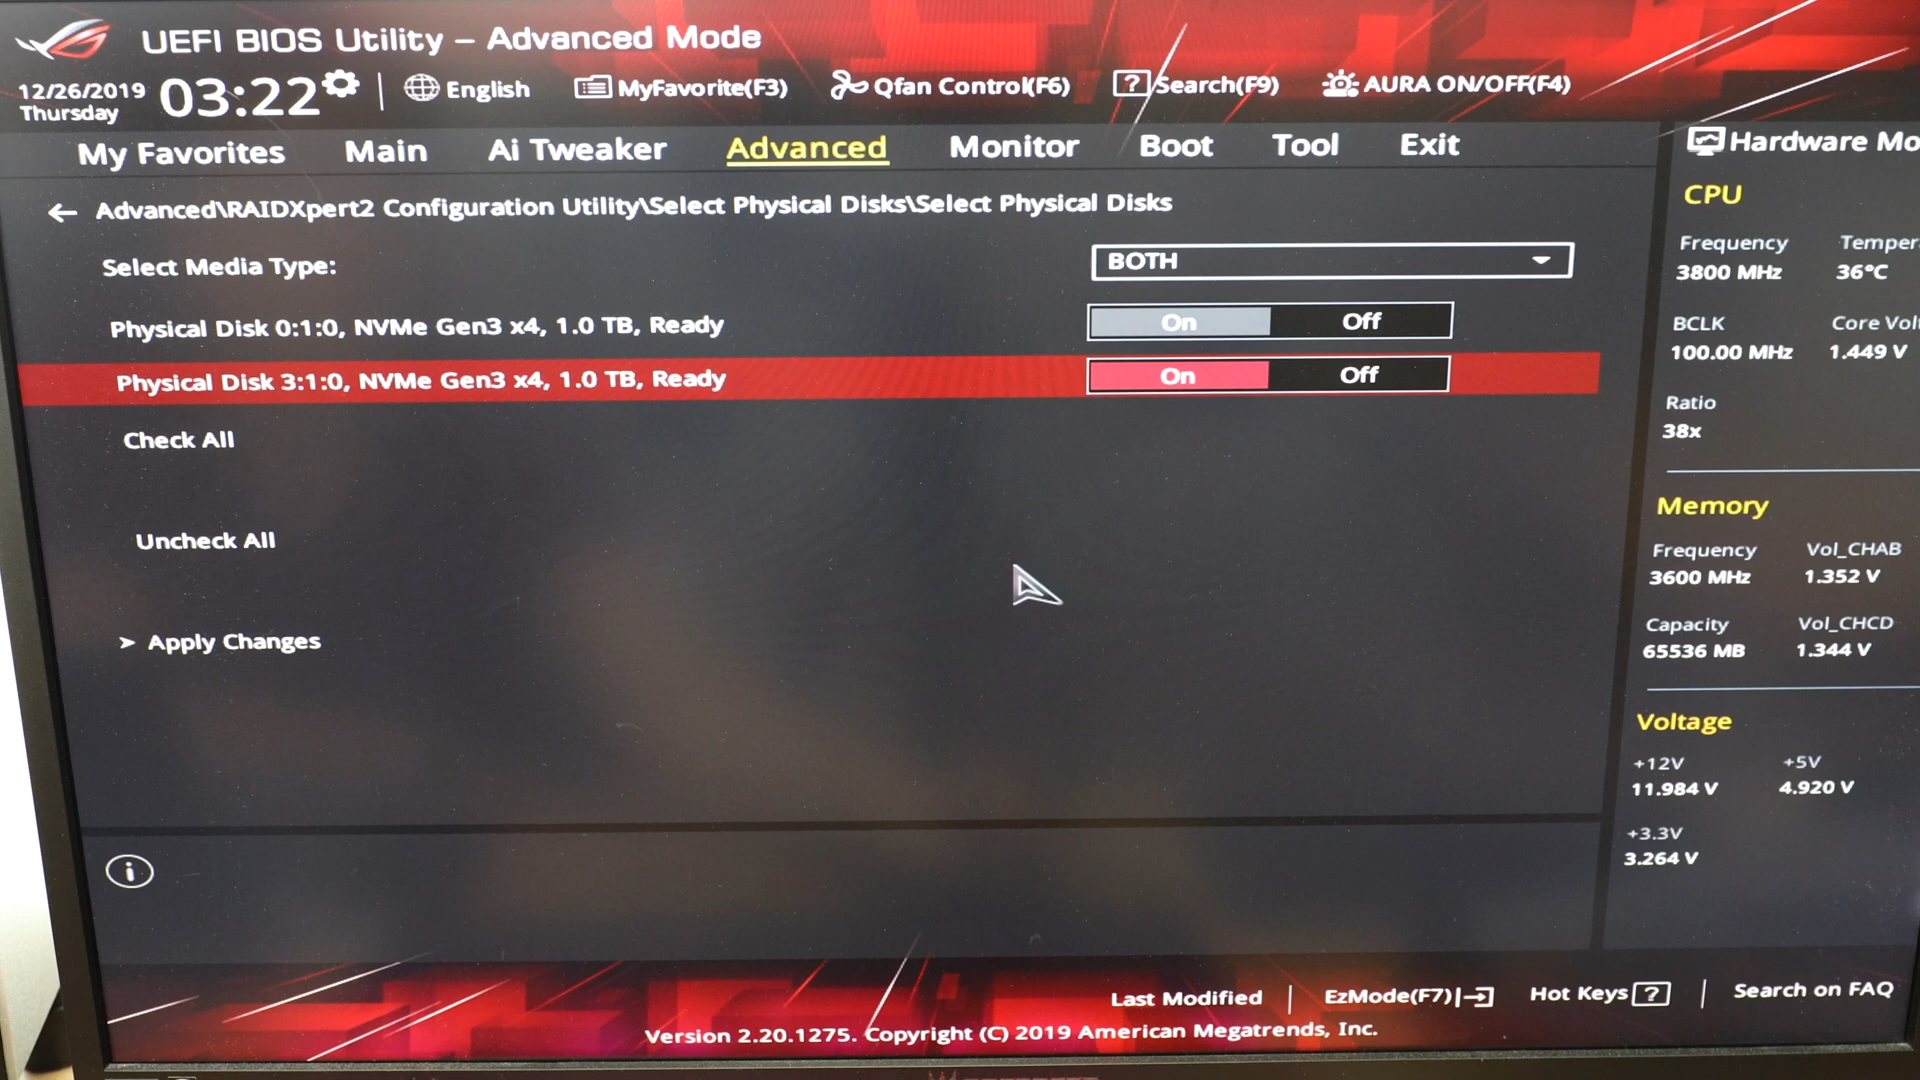 UEFI BIOS Utility – Advanced Mode
12/26/2019
Thursday
03:22
English
MyFavorite(F3)
Qfan Control(F6)
? Search(F9)
AURA ON/OFF(F4)
My Favorites
Main
Ai Tweaker
Advanced
Monitor
Boot
Tool
Exit
← Advanced\RAIDXpert2 Configuration Utility\Select Physical Disks\Select Physical Disks
Select Media Type:
BOTH
Physical Disk 0:1:0, NVMe Gen3 x4, 1.0 TB, Ready
On
Off
Physical Disk 3:1:0, NVMe Gen3 x4, 1.0 TB, Ready
On
Off
Check All
Uncheck All
➤ Apply Changes
i
Hardware Mo
CPU
Frequency
Temper
3800 MHz
36°C
BCLK
Core Vol
100.00 MHz
1.449 V
Ratio
38x
Memory
Frequency
Vol_CHAB
3600 MHz
1.352 V
Capacity
Vol_CHCD
65536 MB
1.344 V
Voltage
+12V
+5V
11.984 V
4.920 V
+3.3V
3.264 V
Last Modified
EzMode(F7)
Hot Keys ?
Search on FAQ
Version 2.20.1275. Copyright (C) 2019 American Megatrends, Inc.